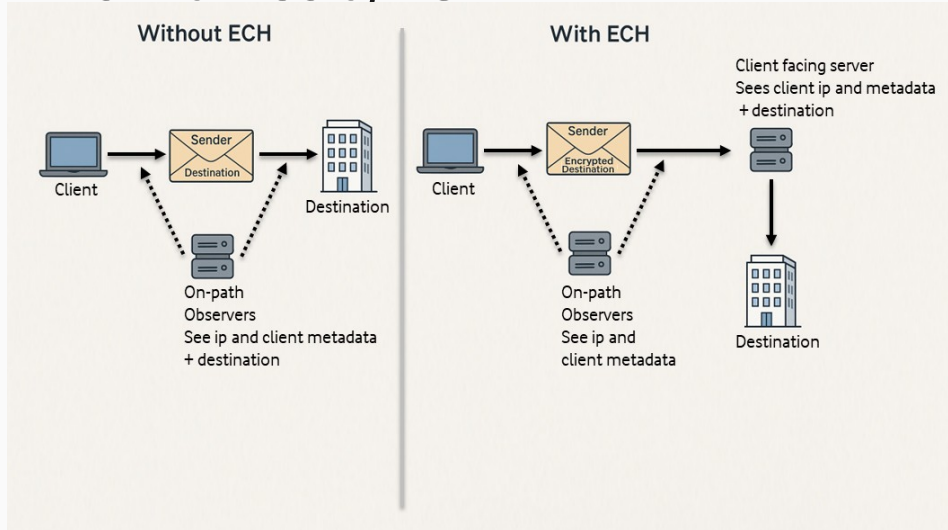 Without ECH
Sender
Destination
Client
Destination
On-path
Observers
See ip and client metadata
+ destination
With ECH
Client facing server
Sees client ip and metadata
+ destination
Sender
Encrypted
Destination
Client
On-path
Observers
See ip and
client metadata
Destination